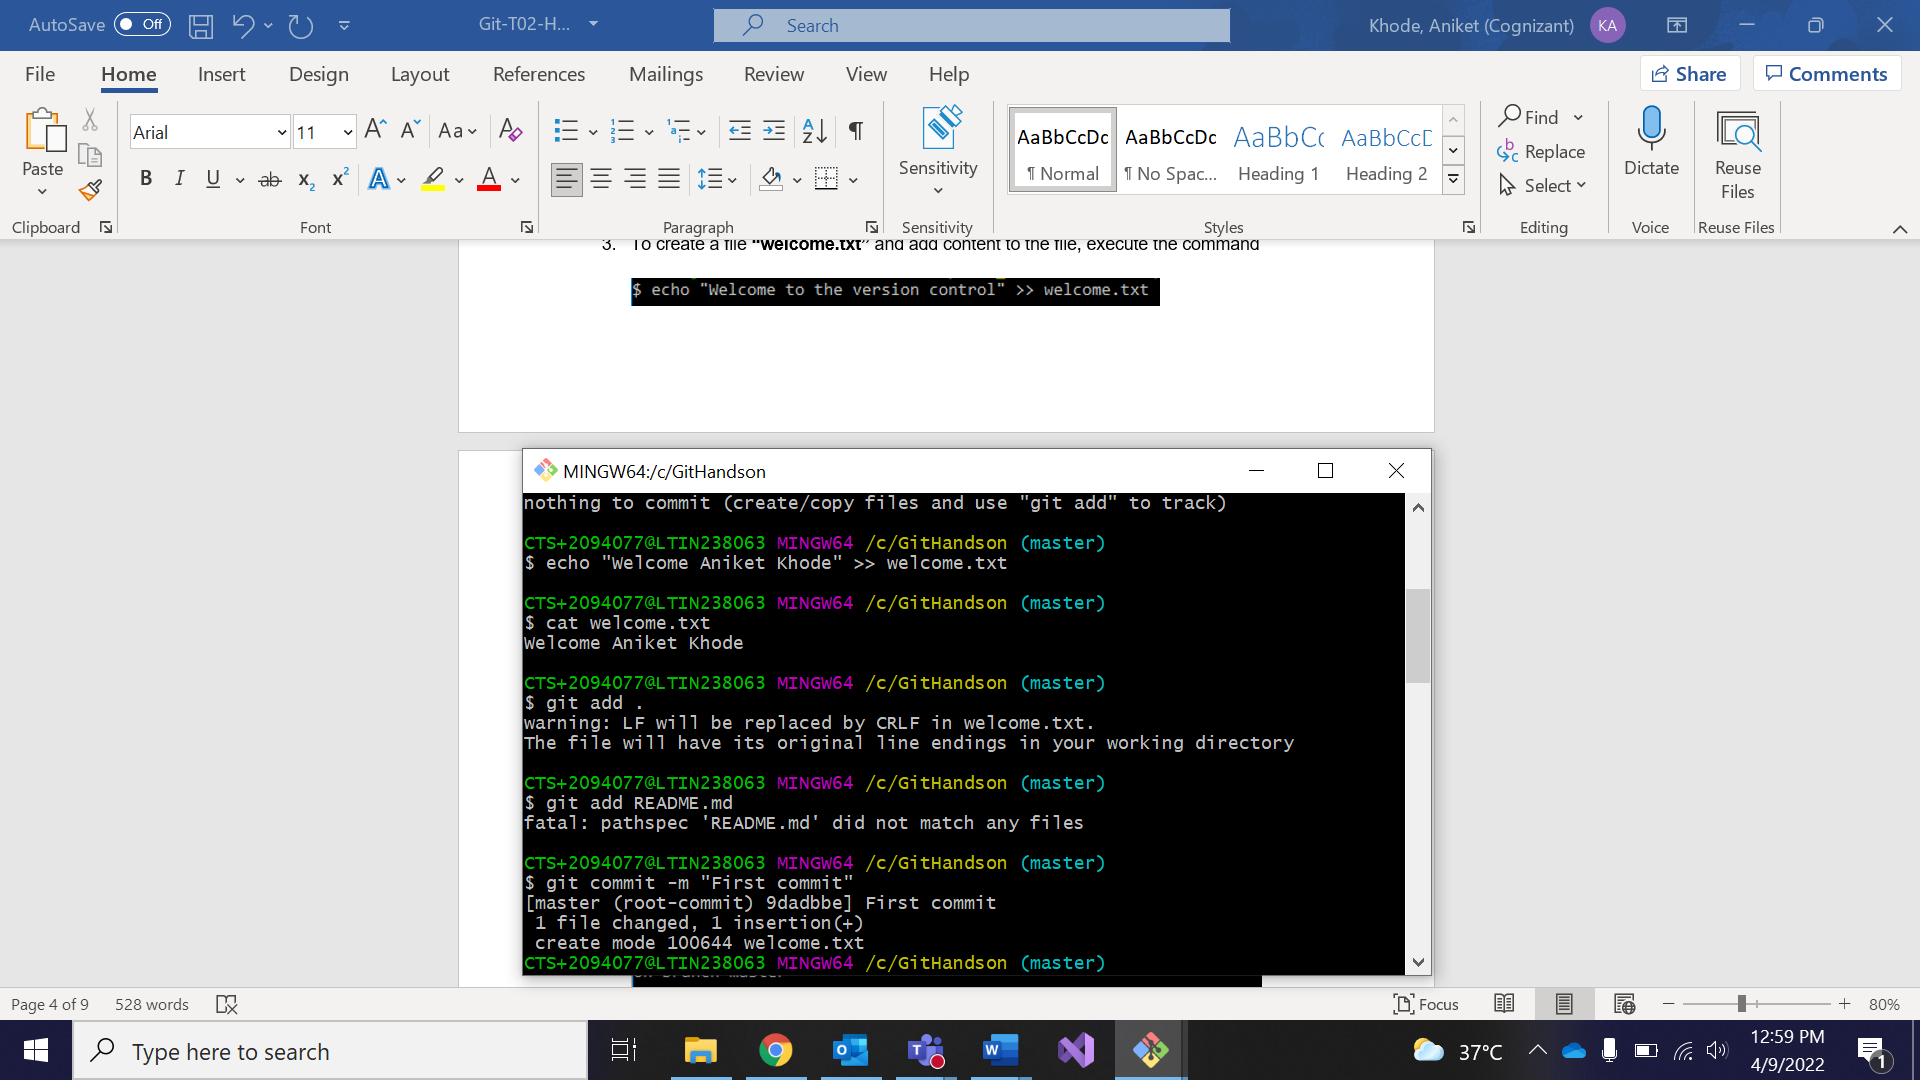 AutoSave Off Git-T02-H... Search Khode, Aniket (Cognizant) KA
File Home Insert Design Layout References Mailings Review View Help Share Comments
Arial 11 Aa AaBbCcDc AaBbCcDc AaBbCc AaBbCcD Find
Paste Sensitivity ¶ Normal ¶ No Spac... Heading 1 Heading 2 Replace Dictate Reuse Files
B I U ab x₂ x² A A Select
Clipboard Font Paragraph Sensitivity Styles Editing Voice Reuse Files
3. To create a file “welcome.txt” and add content to the file, execute the command
$ echo "Welcome to the version control" >> welcome.txt
MINGW64:/c/GitHandson
nothing to commit (create/copy files and use "git add" to track)
CTS+2094077@LTIN238063 MINGW64 /c/GitHandson (master)
$ echo "Welcome Aniket Khode" >> welcome.txt
CTS+2094077@LTIN238063 MINGW64 /c/GitHandson (master)
$ cat welcome.txt
Welcome Aniket Khode
CTS+2094077@LTIN238063 MINGW64 /c/GitHandson (master)
$ git add .
warning: LF will be replaced by CRLF in welcome.txt.
The file will have its original line endings in your working directory
CTS+2094077@LTIN238063 MINGW64 /c/GitHandson (master)
$ git add README.md
fatal: pathspec 'README.md' did not match any files
CTS+2094077@LTIN238063 MINGW64 /c/GitHandson (master)
$ git commit -m "First commit"
[master (root-commit) 9dadbbe] First commit
1 file changed, 1 insertion(+)
create mode 100644 welcome.txt
CTS+2094077@LTIN238063 MINGW64 /c/GitHandson (master)
Page 4 of 9 528 words Focus 80%
Type here to search 37°C 12:59 PM
4/9/2022 1